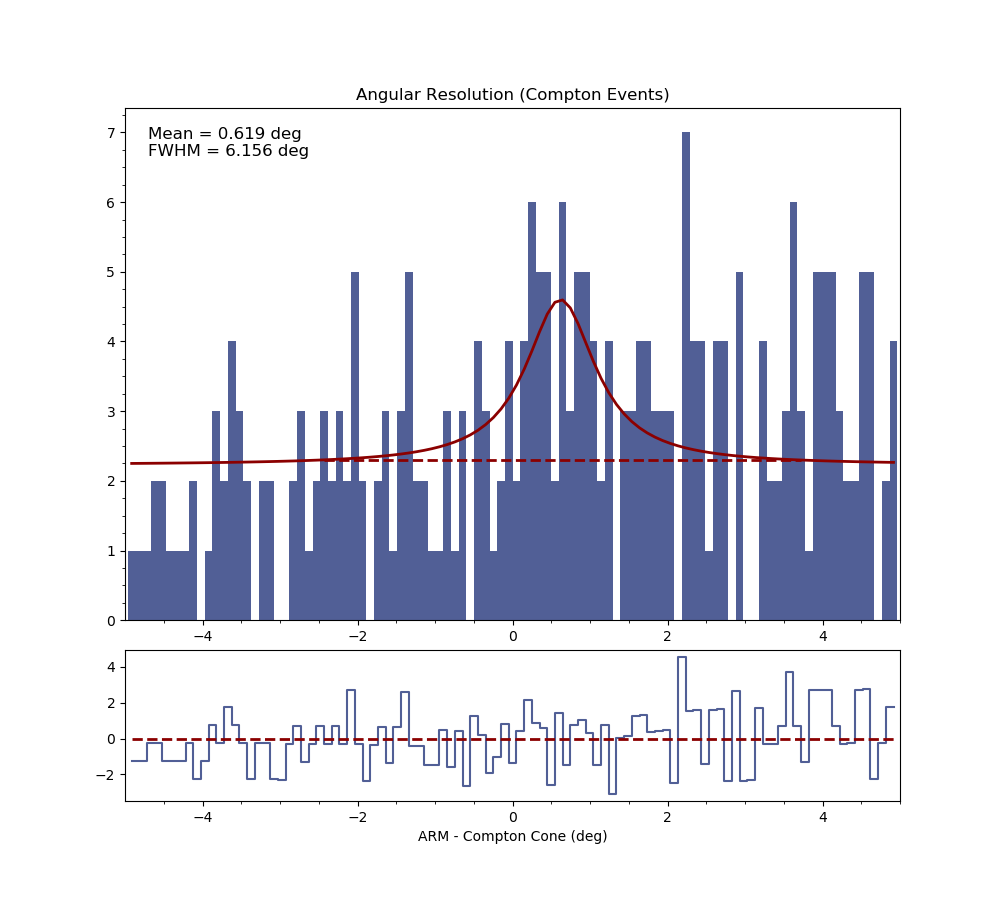 Angular Resolution (Compton Events)
Mean = 0.619 deg
FWHM = 6.156 deg
7
6
5
4
3
2
1
0
−4 −2 0 2 4
4
2
0
−2
−4 −2 0 2 4
ARM - Compton Cone (deg)